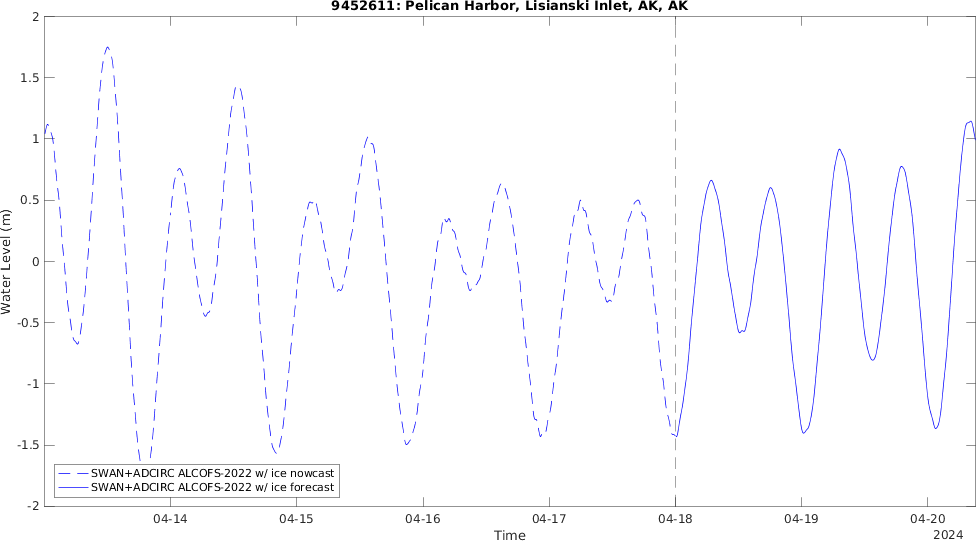 9452611: Pelican Harbor, Lisianski Inlet, AK, AK
2
1.5
1
0.5
0
-0.5
-1
-1.5
-2
Water Level (m)
SWAN+ADCIRC ALCOFS-2022 w/ ice nowcast
SWAN+ADCIRC ALCOFS-2022 w/ ice forecast
04-14 04-15 04-16 04-17 04-18 04-19 04-20
Time
2024